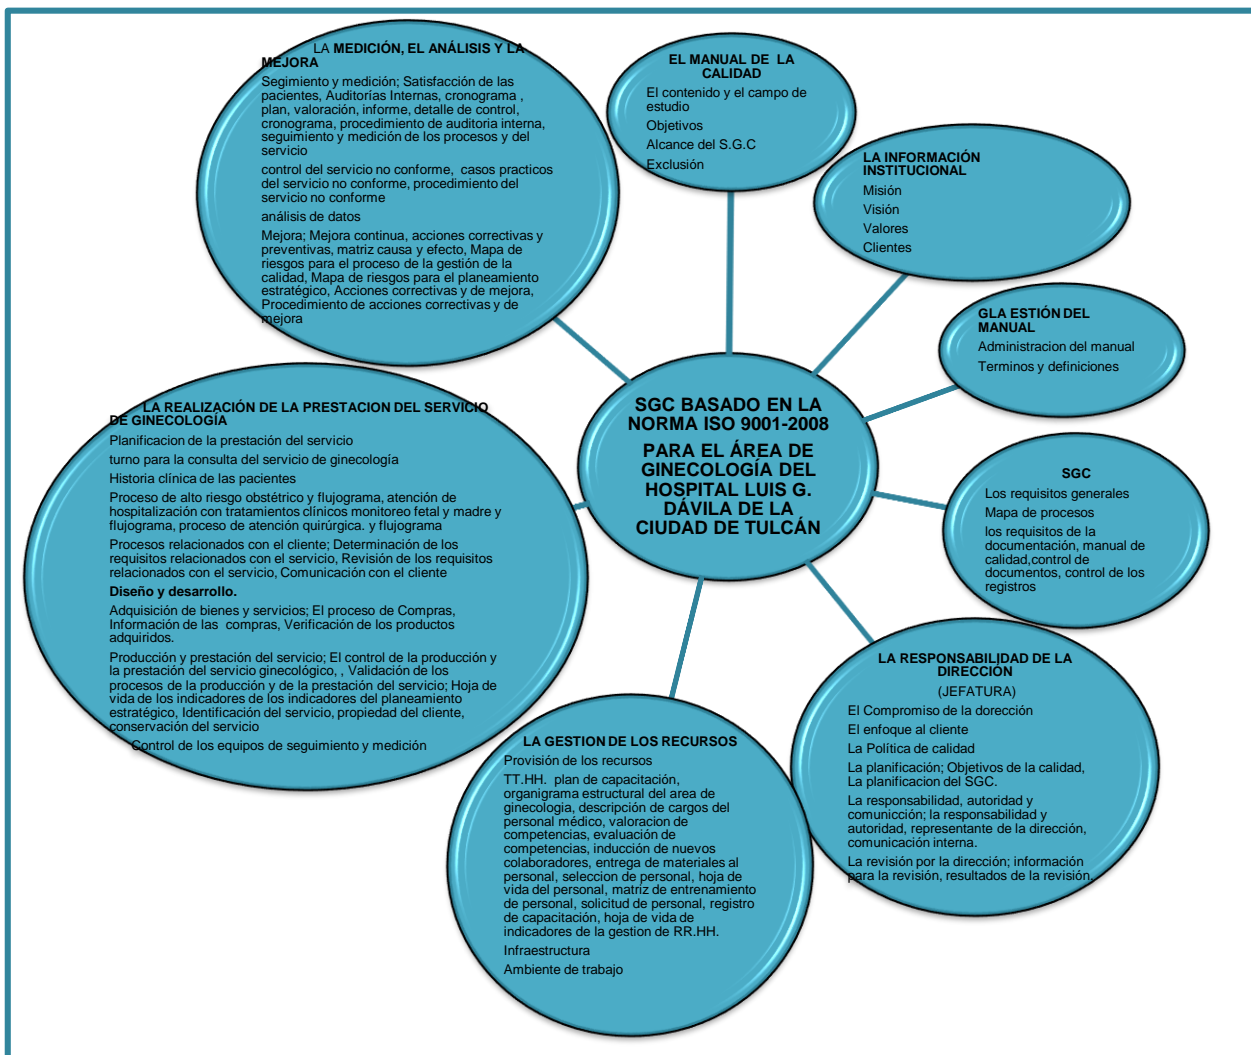 LA MEDICIÓN, EL ANÁLISIS Y LA
MEJORA
Segimiento y medición; Satisfacción de las
pacientes, Auditorías Internas, cronograma ,
plan, valoración, informe, detalle de control,
cronograma, procedimiento de auditoria interna,
seguimiento y medición de los procesos y del
servicio
control del servicio no conforme, casos practicos
del servicio no conforme, procedimiento del
servicio no conforme
análisis de datos
Mejora; Mejora continua, acciones correctivas y
preventivas, matriz causa y efecto, Mapa de
riesgos para el proceso de la gestión de la
calidad, Mapa de riesgos para el planeamiento
estratégico, Acciones correctivas y de mejora,
Procedimiento de acciones correctivas y de
mejora
EL MANUAL DE LA
CALIDAD
El contenido y el campo de
estudio
Objetivos
Alcance del S.G.C
Exclusión
LA INFORMACIÓN
INSTITUCIONAL
Misión
Visión
Valores
Clientes
GLA ESTIÓN DEL
MANUAL
Administracion del manual
Terminos y definiciones
SGC BASADO EN LA
NORMA ISO 9001-2008
PARA EL ÁREA DE
GINECOLOGÍA DEL
HOSPITAL LUIS G.
DÁVILA DE LA
CIUDAD DE TULCÁN
SGC
Los requisitos generales
Mapa de procesos
los requisitos de la
documentación, manual de
calidad,control de
documentos, control de los
registros
LA RESPONSABILIDAD DE LA
DIRECCIÓN
(JEFATURA)
El Compromiso de la dorección
El enfoque al cliente
La Política de calidad
La planificación; Objetivos de la calidad,
La planificacion del SGC.
La responsabilidad, autoridad y
comunicción; la responsabilidad y
autoridad, representante de la dirección,
comunicación interna.
La revisión por la dirección; información
para la revisión, resultados de la revisión.
LA GESTION DE LOS RECURSOS
Provisión de los recursos
TT.HH. plan de capacitación,
organigrama estructural del area de
ginecologia, descripción de cargos del
personal médico, valoracion de
competencias, evaluación de
competencias, inducción de nuevos
colaboradores, entrega de materiales al
personal, seleccion de personal, hoja de
vida del personal, matriz de entrenamiento
de personal, solicitud de personal, registro
de capacitación, hoja de vida de
indicadores de la gestion de RR.HH.
Infraestructura
Ambiente de trabajo
LA REALIZACIÓN DE LA PRESTACION DEL SERVICIO
DE GINECOLOGÍA
Planificacion de la prestación del servicio
turno para la consulta del servicio de ginecología
Historia clínica de las pacientes
Proceso de alto riesgo obstétrico y flujograma, atención de
hospitalización con tratamientos clínicos monitoreo fetal y madre y
flujograma, proceso de atención quirúrgica. y flujograma
Procesos relacionados con el cliente; Determinación de los
requisitos relacionados con el servicio, Revisión de los requisitos
relacionados con el servicio, Comunicación con el cliente
Diseño y desarrollo.
Adquisición de bienes y servicios; El proceso de Compras,
Información de las compras, Verificación de los productos
adquiridos.
Producción y prestación del servicio; El control de la producción y
la prestación del servicio ginecológico, , Validación de los
procesos de la producción y de la prestación del servicio; Hoja de
vida de los indicadores de los indicadores del planeamiento
estratégico, Identificación del servicio, propiedad del cliente,
conservación del servicio
Control de los equipos de seguimiento y medición